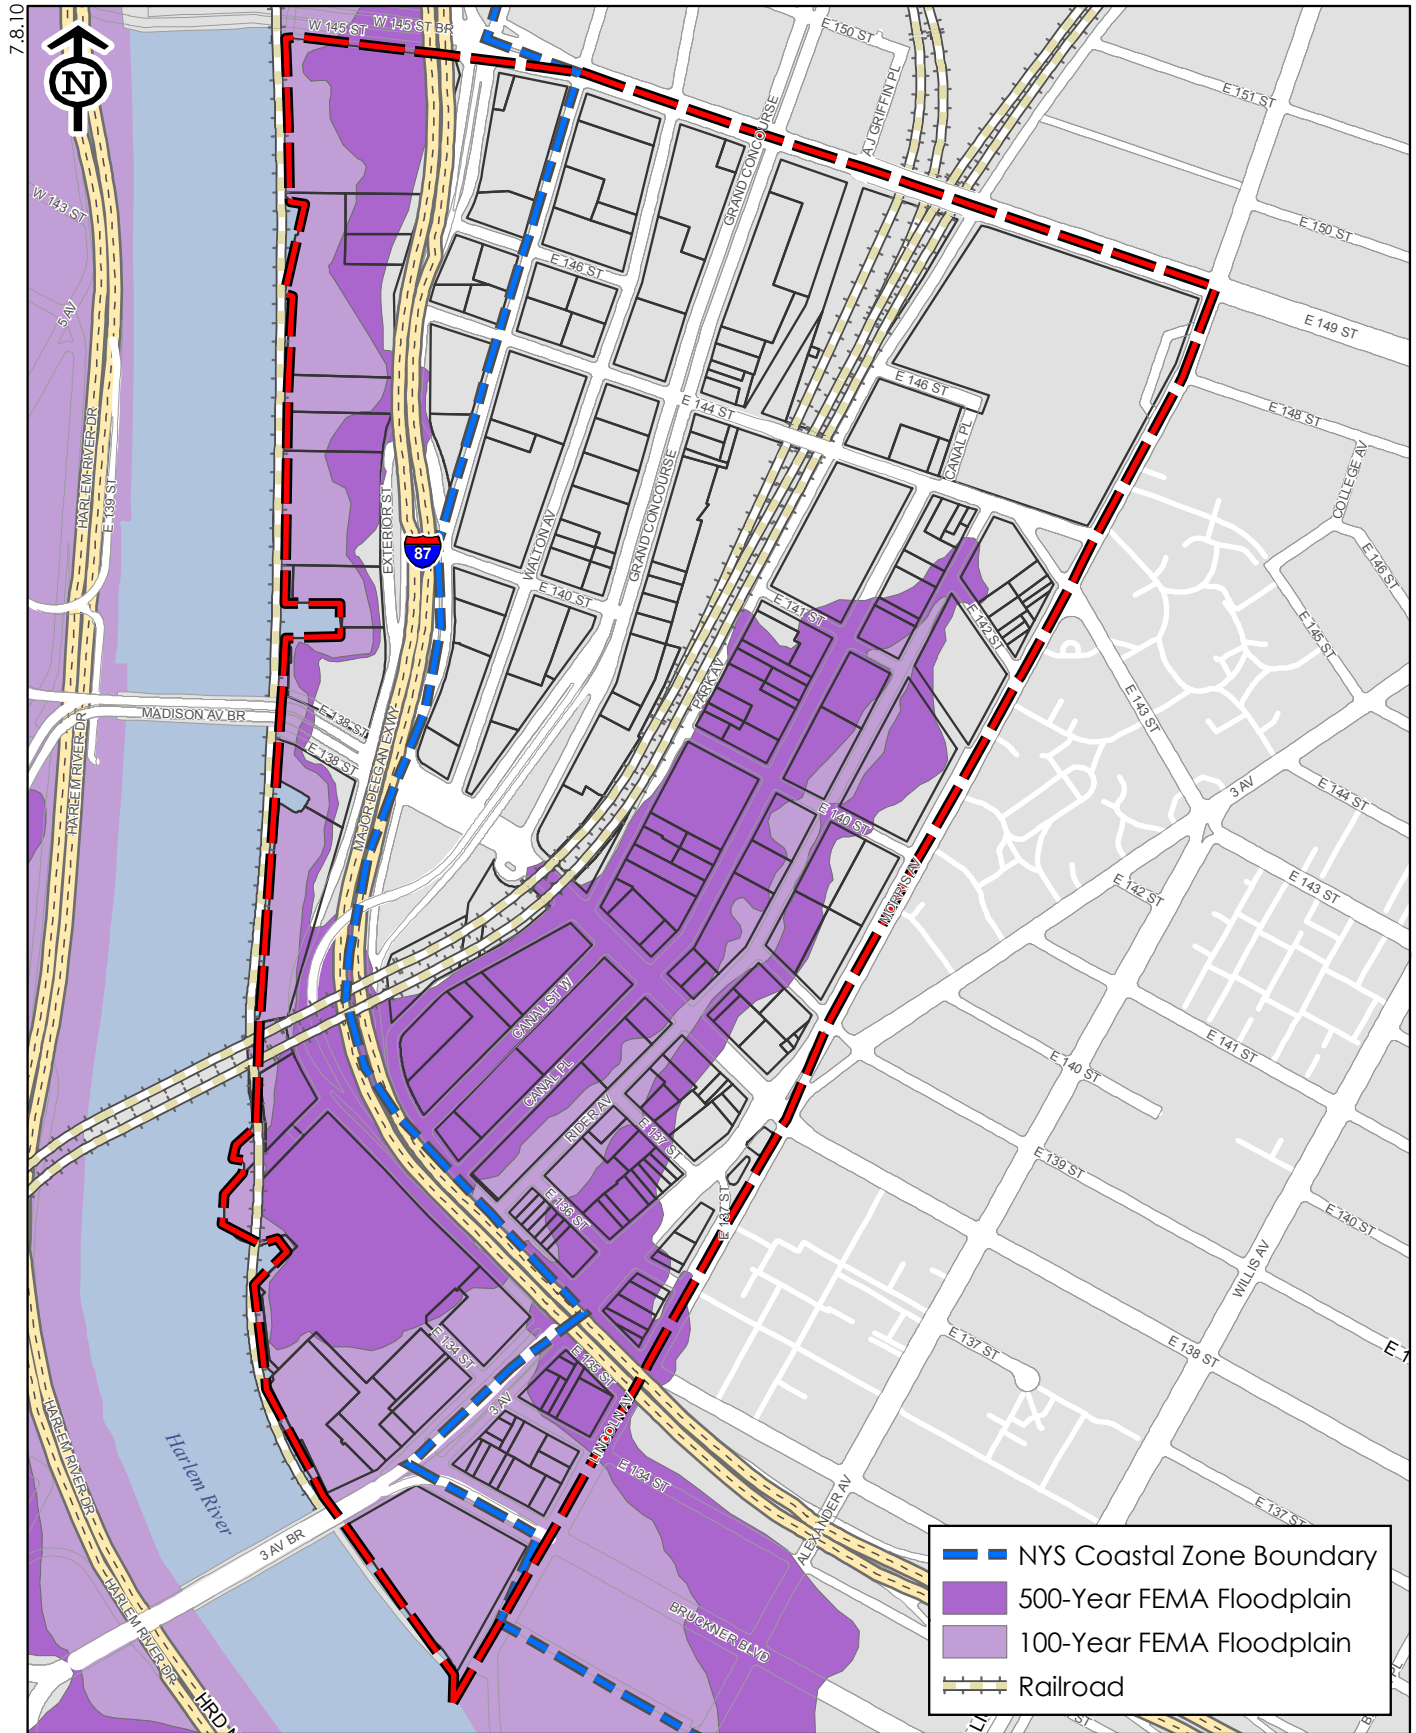 7.8.10
N
W 145 ST
W 145 ST BR
E 150 ST
A J GRIFFIN PL
E 151 ST
GRAND CONCOURSE
W 143 ST
E 150 ST
E 146 ST
5 AV
E 149 ST
E 146 ST
E 144 ST
E 148 ST
HARLEM RIVER DR
E 139 ST
CANAL PL
COLLEGE AV
EXTERIOR ST
87
WALTON AV
GRAND CONCOURSE
E 146 ST
E 140 ST
E 141 ST
E 142 ST
E 145 ST
PARK AV
E 143 ST
MADISON AV BR
E 138 ST
E 138 ST
HARLEM RIVER DR
MAJOR DEEGAN EXWY
3 AV
E 144 ST
E 140 ST
MORRIS AV
E 142 ST
E 143 ST
CANAL ST W
CANAL PL
E 141 ST
E 140 ST
RIDER AV
E 137 ST
E 139 ST
E 136 ST
E 137 ST
E 140 ST
WILLIS AV
E 134 ST
E 135 ST
E 137 ST
E 138 ST
E 1
3 AV
LINCOLN AV
HARLEM RIVER DR
Harlem River
E 134 ST
E 137 ST
3 AV BR
ALEXANDER AV
HARLEM RIVER DR
BRUCKNER BLVD
NYS Coastal Zone Boundary
500-Year FEMA Floodplain
100-Year FEMA Floodplain
Railroad